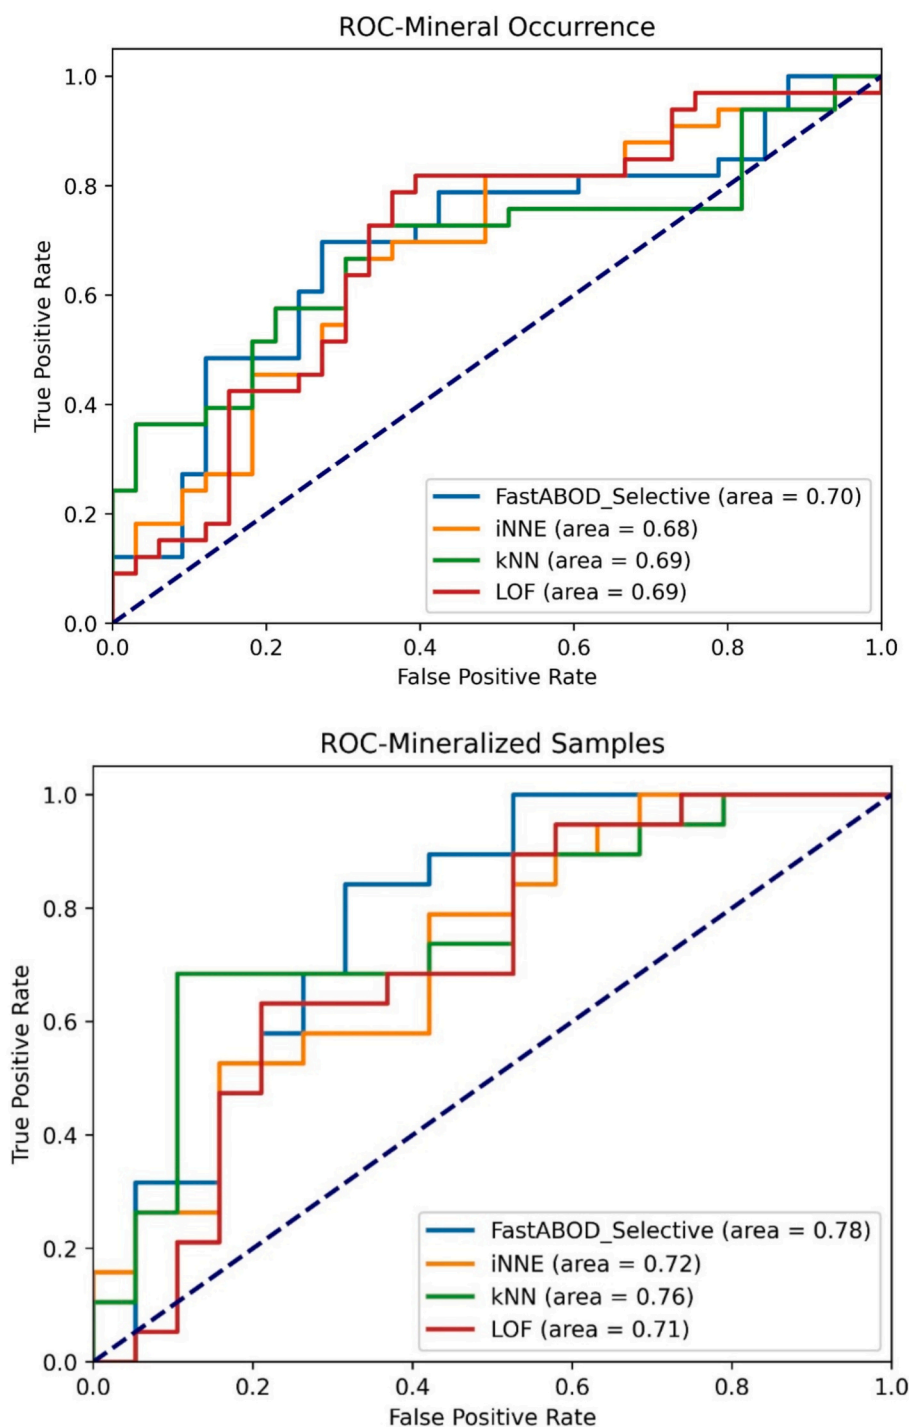 ROC-Mineral Occurrence
1.0
0.8
0.6
0.4
0.2
0.0
True Positive Rate
FastABOD_Selective (area = 0.70)
iNNE (area = 0.68)
kNN (area = 0.69)
LOF (area = 0.69)
0.0 0.2 0.4 0.6 0.8 1.0
False Positive Rate
ROC-Mineralized Samples
1.0
0.8
0.6
0.4
0.2
0.0
True Positive Rate
FastABOD_Selective (area = 0.78)
iNNE (area = 0.72)
kNN (area = 0.76)
LOF (area = 0.71)
0.0 0.2 0.4 0.6 0.8 1.0
False Positive Rate